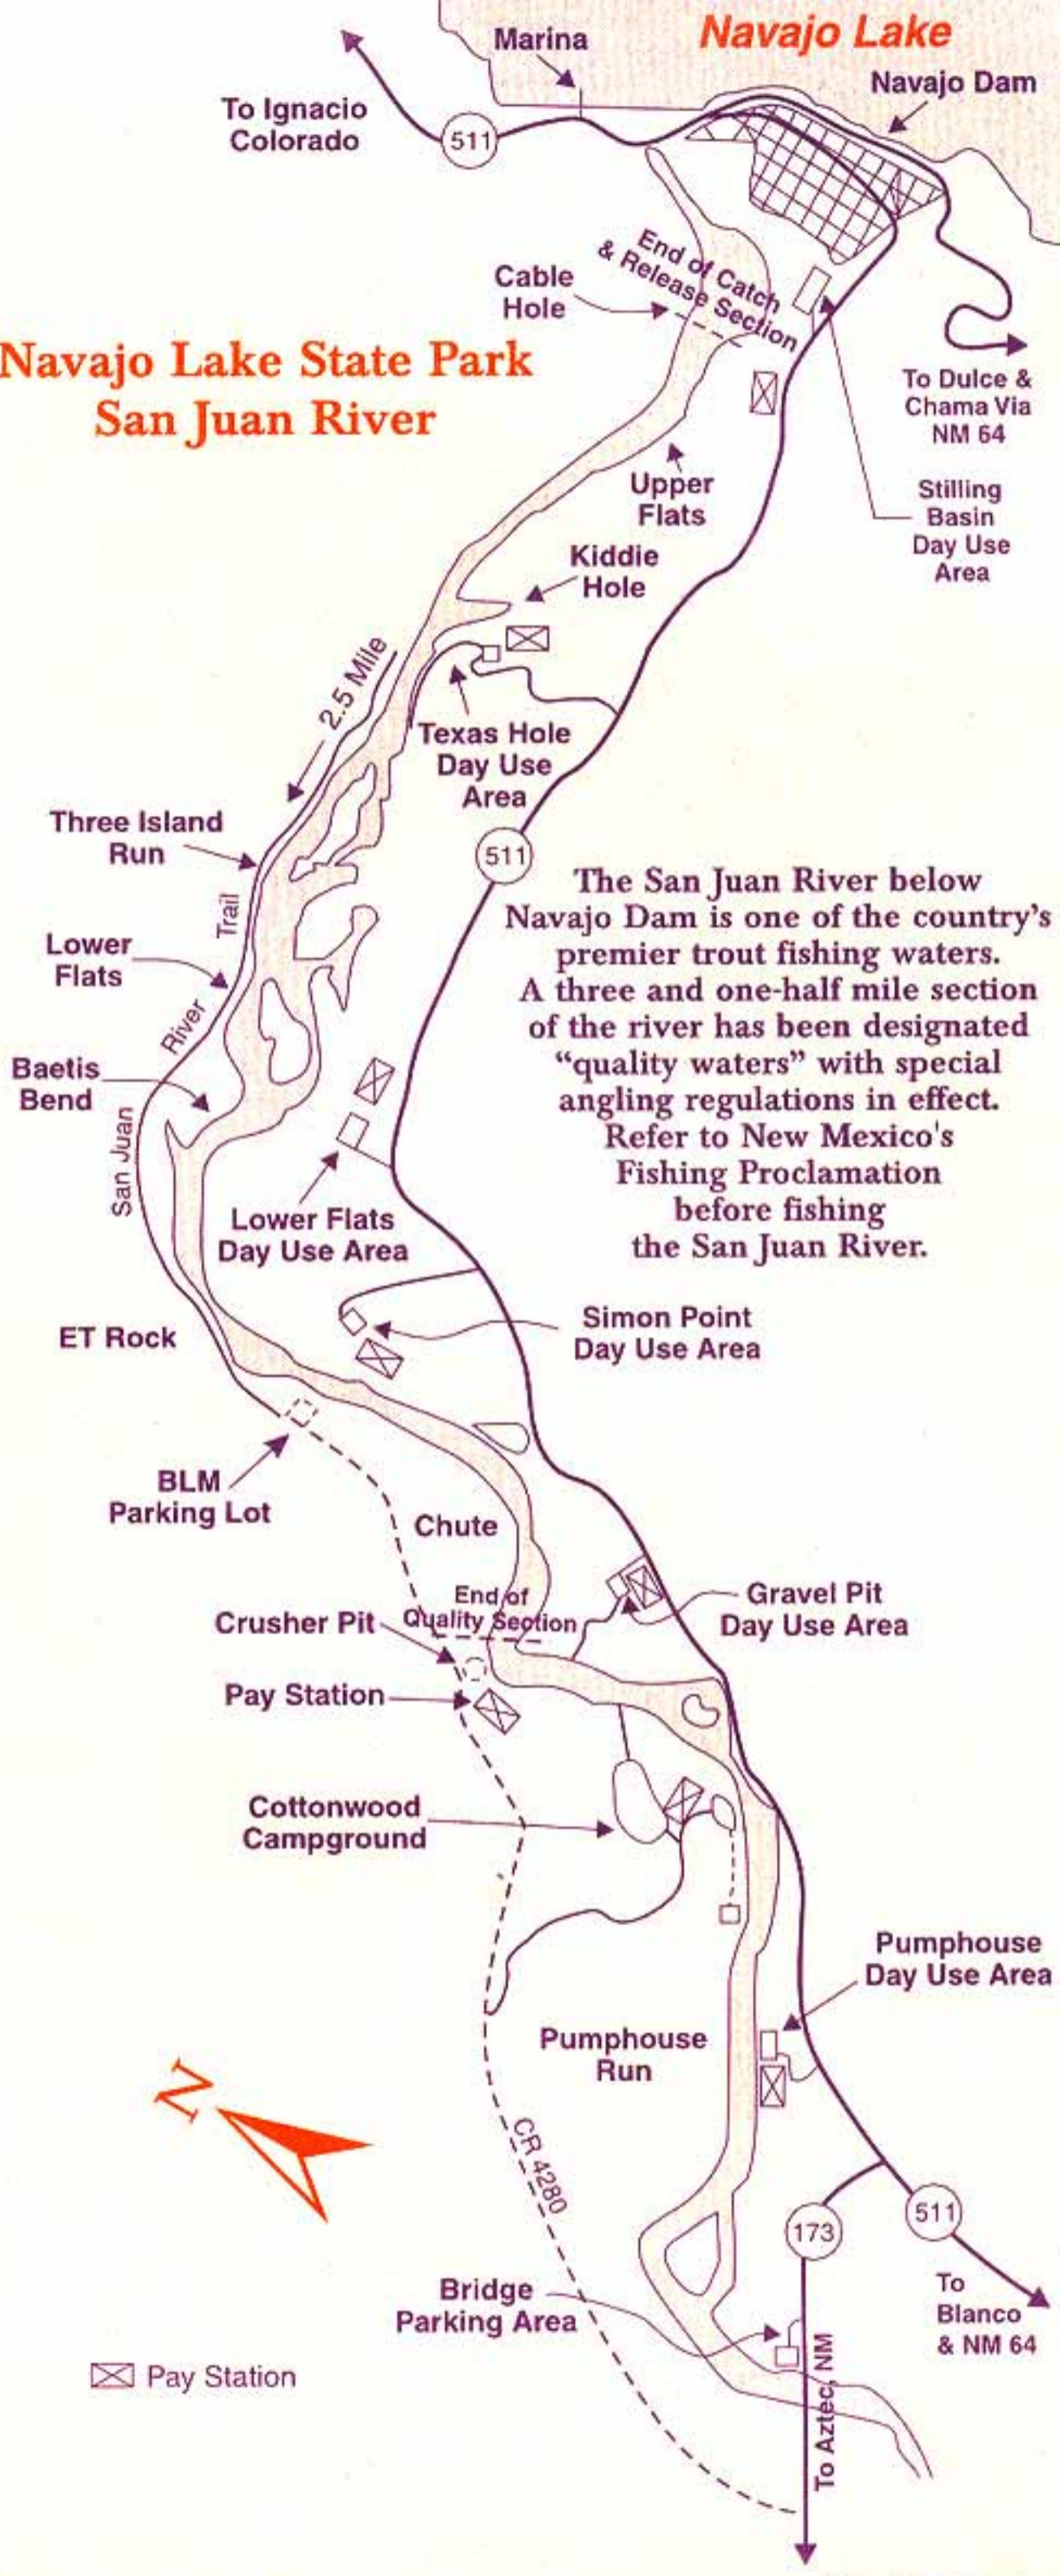 Navajo Lake
Marina
Navajo Dam
To Ignacio
Colorado
511
End of Catch
& Release Section
Cable
Hole
Navajo Lake State Park
San Juan River
To Dulce &
Chama Via
NM 64
Upper
Flats
Stilling
Basin
Day Use
Area
Kiddie
Hole
2.5 Mile
Texas Hole
Day Use
Area
Three Island
Run
511
The San Juan River below
Navajo Dam is one of the country's
premier trout fishing waters.
A three and one-half mile section
of the river has been designated
"quality waters" with special
angling regulations in effect.
Refer to New Mexico's
Fishing Proclamation
before fishing
the San Juan River.
Lower
Flats
San Juan River Trail
Baetis
Bend
Lower Flats
Day Use Area
Simon Point
Day Use Area
ET Rock
BLM
Parking Lot
Chute
End of
Quality Section
Gravel Pit
Day Use Area
Crusher Pit
Pay Station
Cottonwood
Campground
Pumphouse
Day Use Area
Pumphouse
Run
N
CR 4280
173
511
To
Blanco
& NM 64
Bridge
Parking Area
To Aztec, NM
Pay Station